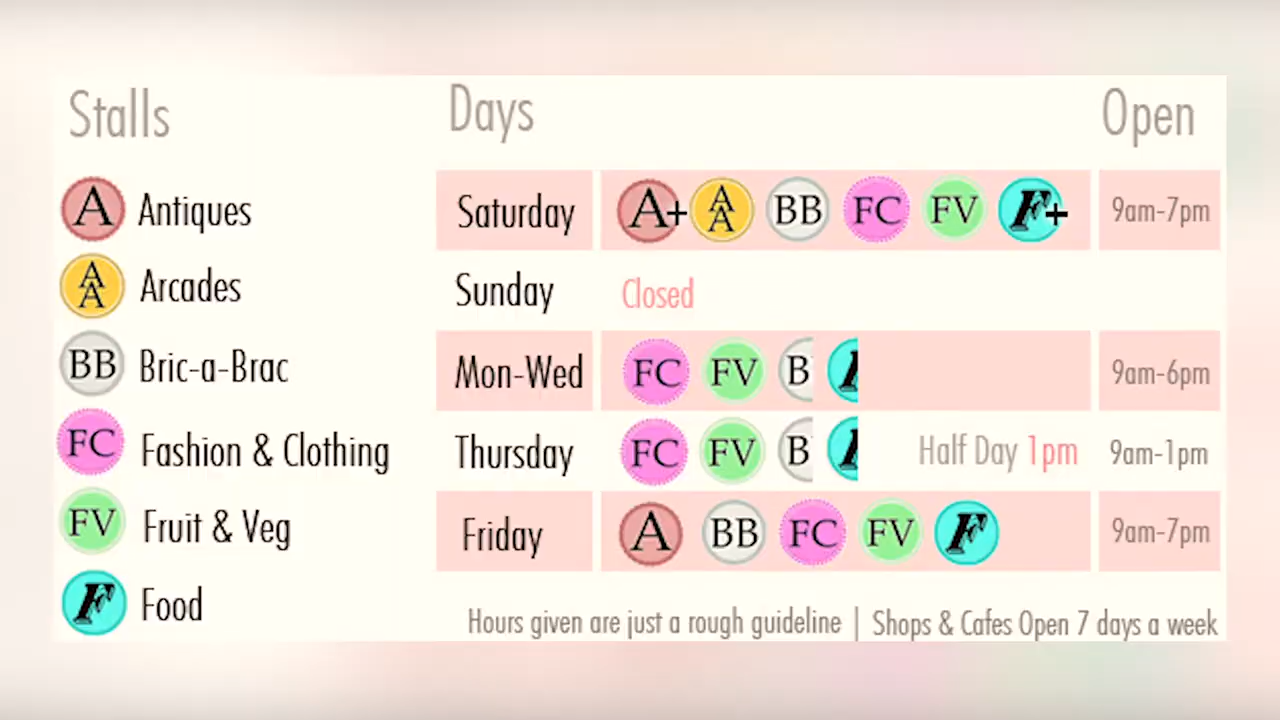 Stalls Days Open
A Antiques
AA Arcades
BB Bric-a-Brac
FC Fashion & Clothing
FV Fruit & Veg
F Food
Saturday A+ AA BB FC FV F+ 9am-7pm
Sunday Closed
Mon-Wed FC FV B 9am-6pm
Thursday FC FV B Half Day 1pm 9am-1pm
Friday A BB FC FV F 9am-7pm
Hours given are just a rough guideline | Shops & Cafes Open 7 days a week